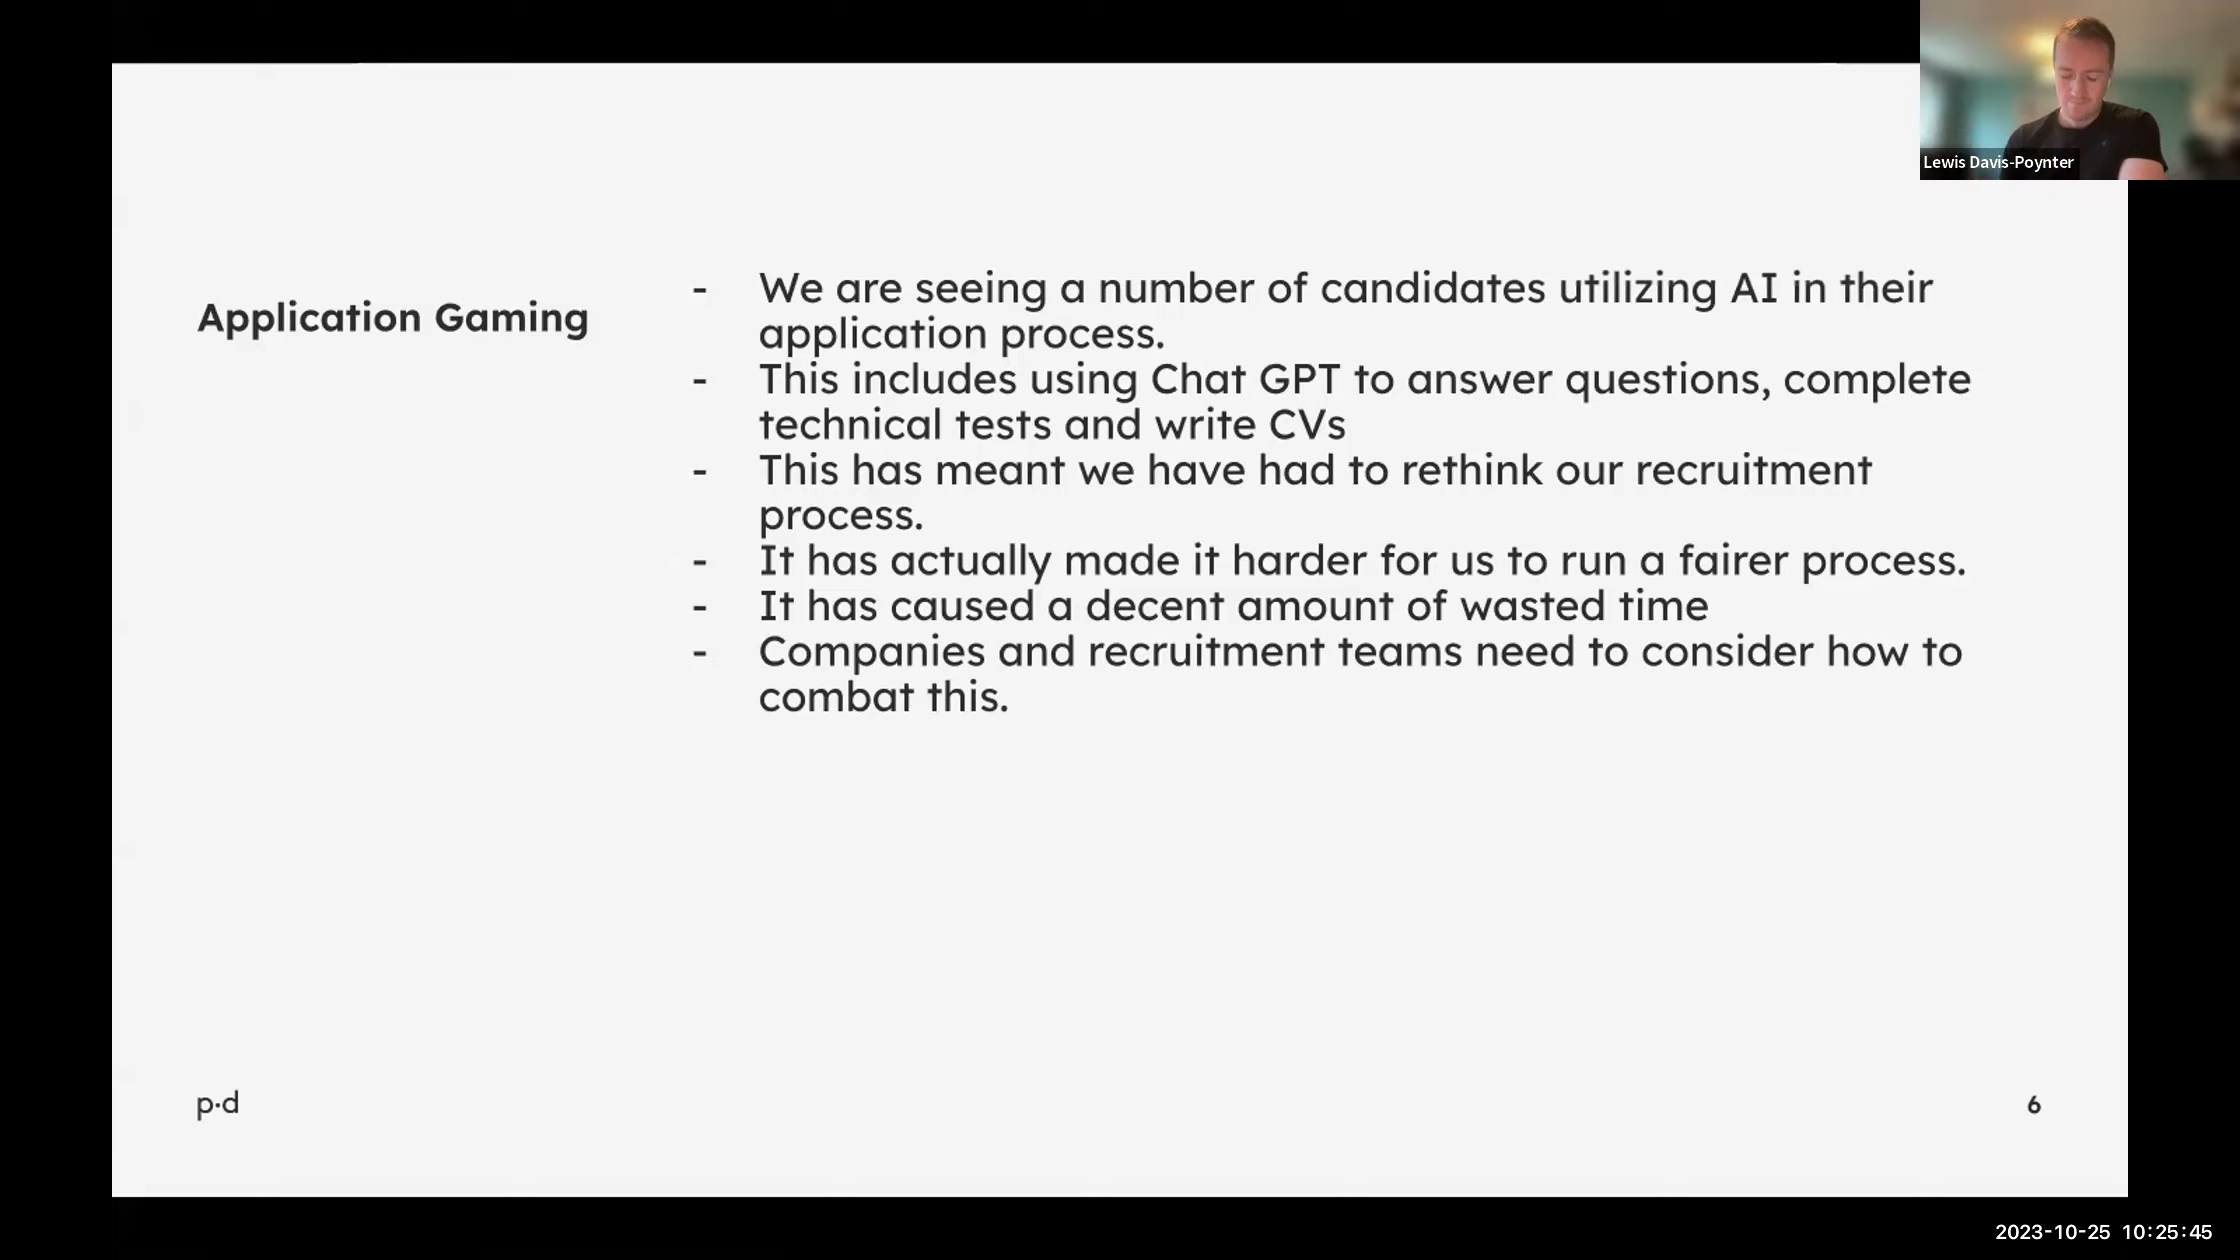 Lewis Davis-Poynter
Application Gaming
- We are seeing a number of candidates utilizing AI in their
application process.
- This includes using Chat GPT to answer questions, complete
technical tests and write CVs
- This has meant we have had to rethink our recruitment
process.
- It has actually made it harder for us to run a fairer process.
- It has caused a decent amount of wasted time
- Companies and recruitment teams need to consider how to
combat this.
p·d
6
2023-10-25 10:25:45